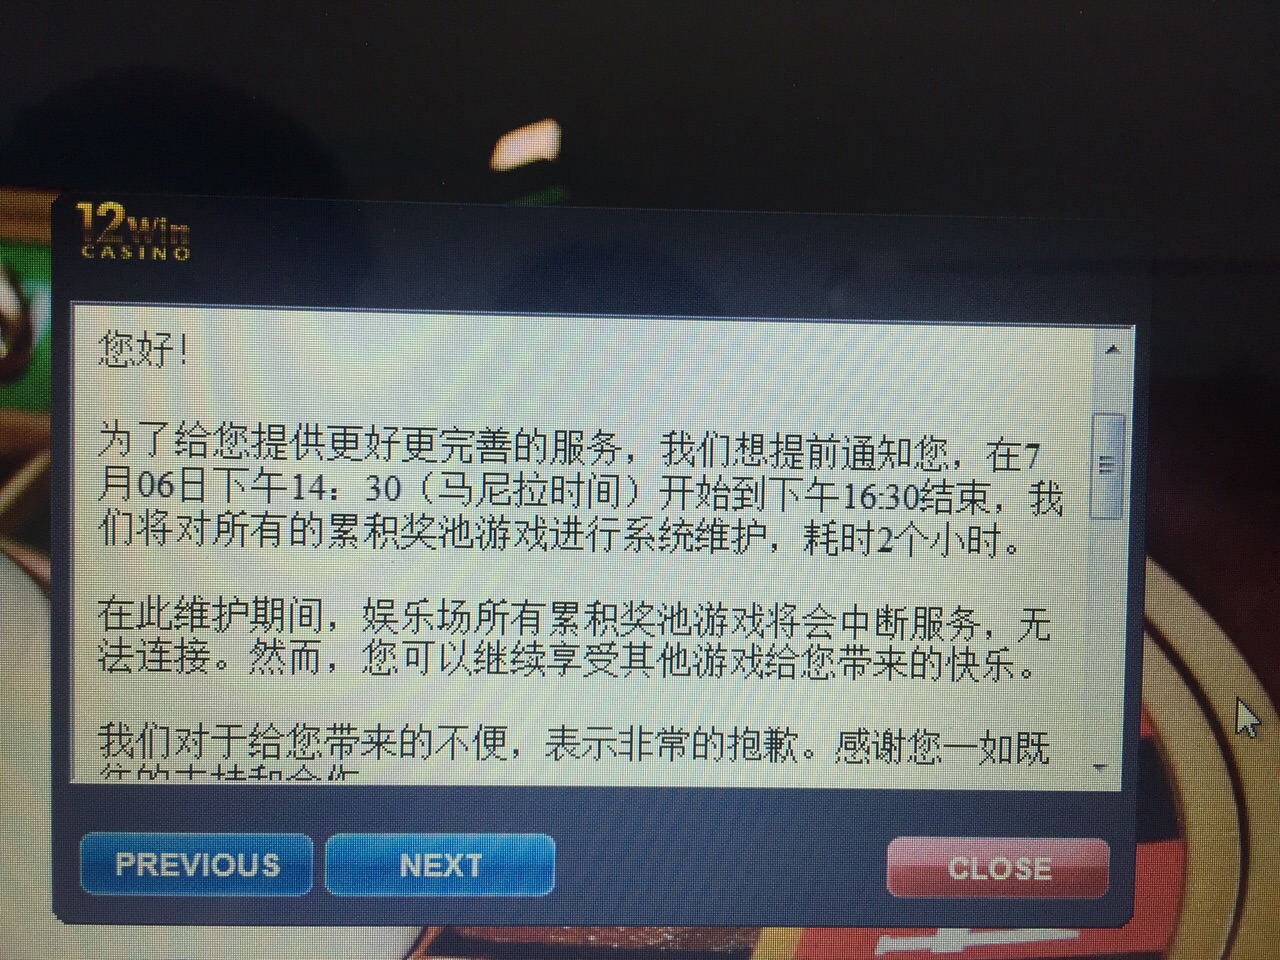 12Win
CASINO
您好！
为了给您提供更好更完善的服务，我们想提前通知您，在7
月06日下午14：30（马尼拉时间）开始到下午16:30结束，我
们将对所有的累积奖池游戏进行系统维护，耗时2个小时。
在此维护期间，娱乐场所有累积奖池游戏将会中断服务，无
法连接。然而，您可以继续享受其他游戏给您带来的快乐。
我们对于给您带来的不便，表示非常的抱歉。感谢您一如既
往的支持和合作
PREVIOUS
NEXT
CLOSE